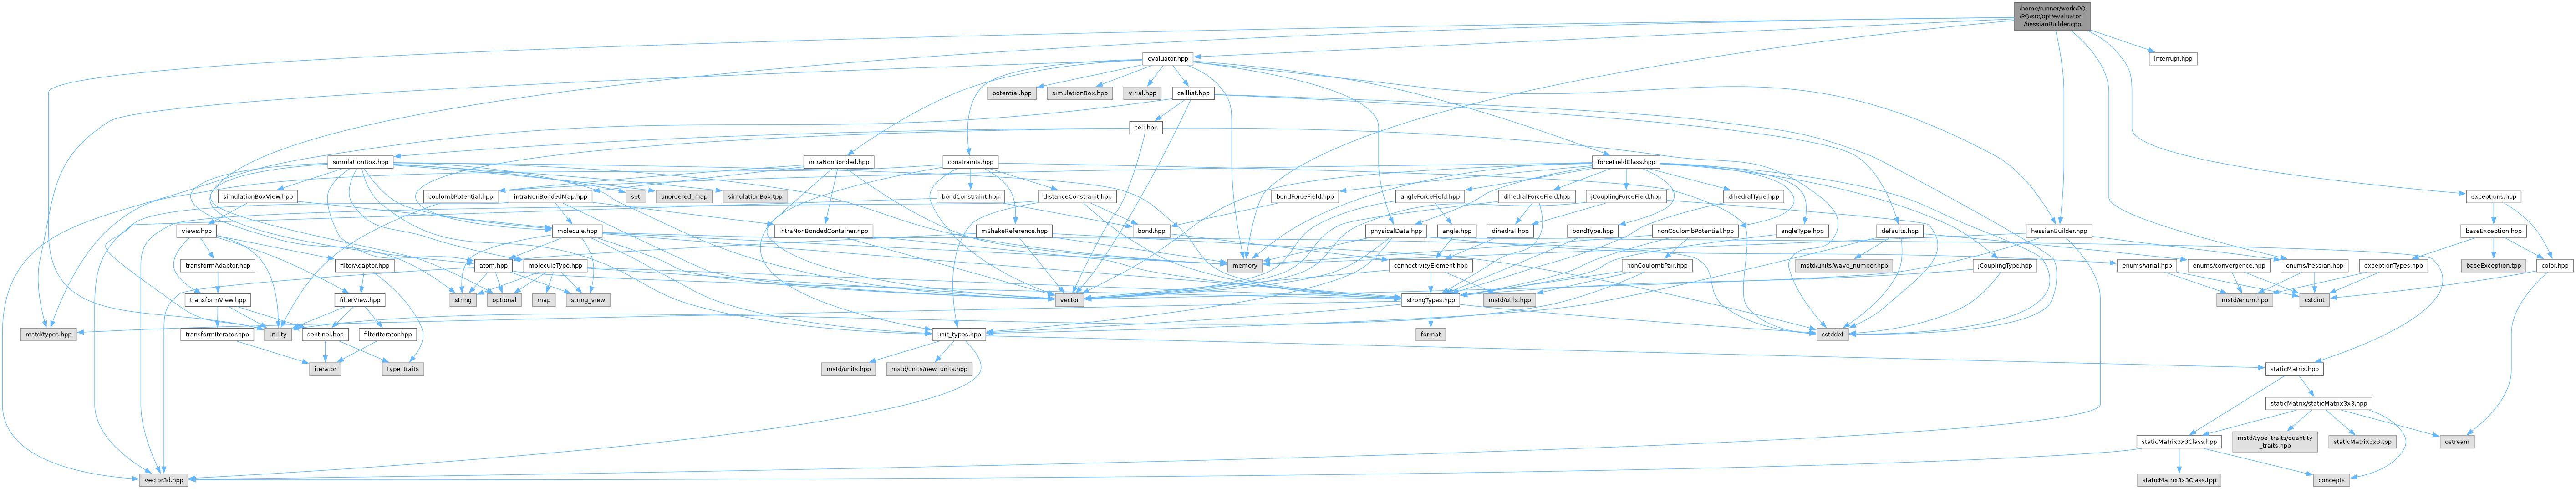 /home/runner/work/PQ
/PQ/src/opt/evaluator
/hessianBuilder.cpp
evaluator.hpp
interrupt.hpp
potential.hpp
simulationBox.hpp
virial.hpp
celllist.hpp
cell.hpp
simulationBox.hpp
intraNonBonded.hpp
constraints.hpp
forceFieldClass.hpp
simulationBoxView.hpp
coulombPotential.hpp
intraNonBondedMap.hpp
set
unordered_map
simulationBox.tpp
bondConstraint.hpp
distanceConstraint.hpp
bondForceField.hpp
angleForceField.hpp
dihedralForceField.hpp
jCouplingForceField.hpp
dihedralType.hpp
exceptions.hpp
views.hpp
molecule.hpp
intraNonBondedContainer.hpp
mShakeReference.hpp
bond.hpp
physicalData.hpp
angle.hpp
dihedral.hpp
bondType.hpp
nonCoulombPotential.hpp
angleType.hpp
defaults.hpp
hessianBuilder.hpp
baseException.hpp
transformAdaptor.hpp
filterAdaptor.hpp
atom.hpp
moleculeType.hpp
memory
connectivityElement.hpp
nonCoulombPair.hpp
mstd/units/wave_number.hpp
jCouplingType.hpp
enums/virial.hpp
enums/convergence.hpp
enums/hessian.hpp
exceptionTypes.hpp
baseException.tpp
color.hpp
transformView.hpp
filterView.hpp
string
optional
map
string_view
vector
strongTypes.hpp
mstd/utils.hpp
mstd/enum.hpp
cstdint
mstd/types.hpp
transformIterator.hpp
utility
sentinel.hpp
filterIterator.hpp
unit_types.hpp
format
cstddef
iterator
type_traits
mstd/units.hpp
mstd/units/new_units.hpp
staticMatrix.hpp
staticMatrix/staticMatrix3x3.hpp
staticMatrix3x3Class.hpp
mstd/type_traits/quantity
_traits.hpp
staticMatrix3x3.tpp
ostream
vector3d.hpp
staticMatrix3x3Class.tpp
concepts